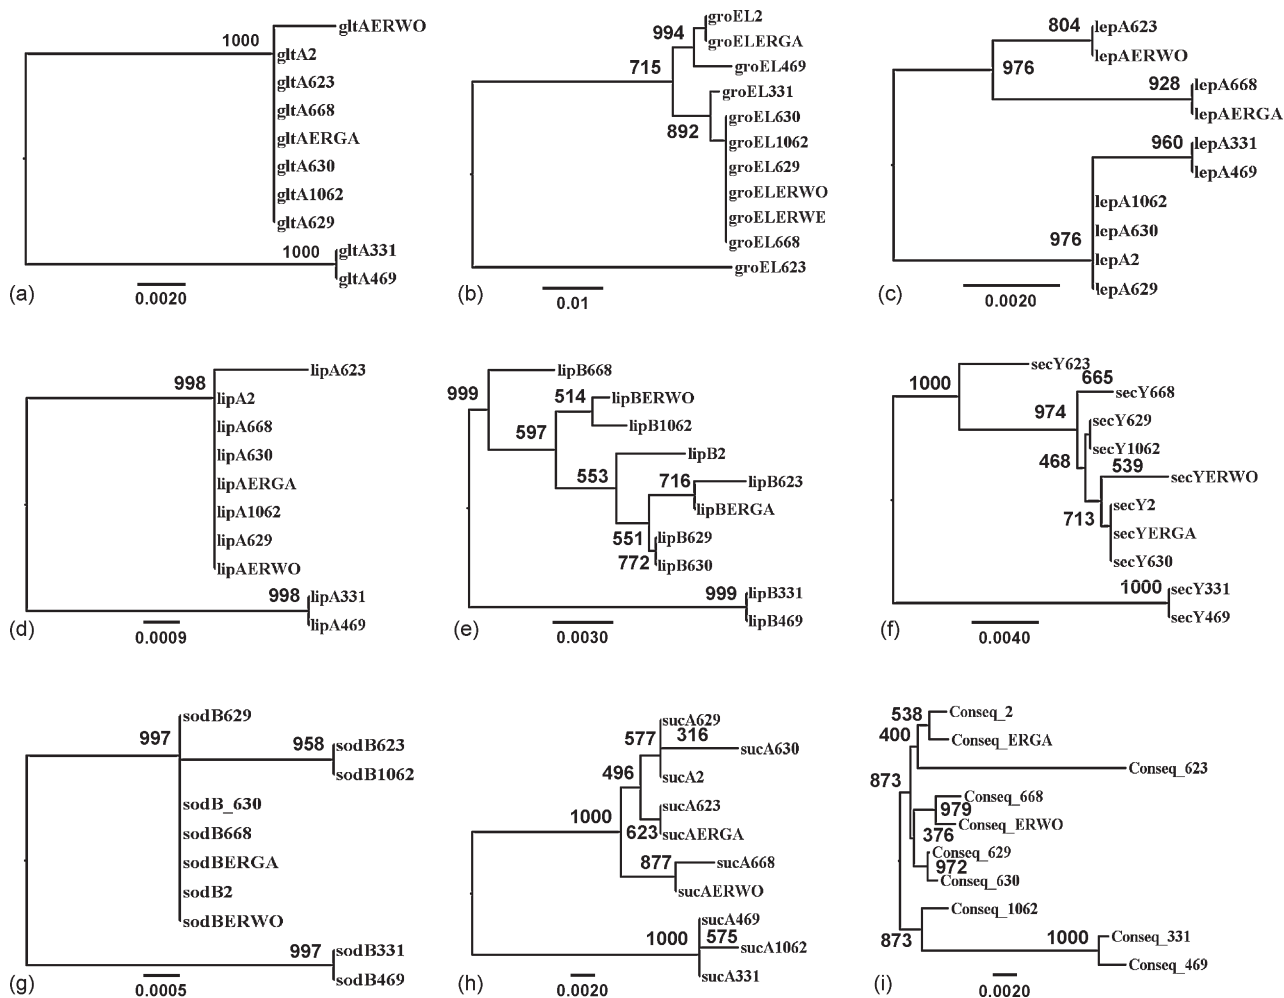 gltAERWO
1000
gltA2
gltA623
gltA668
gltAERGA
gltA630
gltA1062
gltA629
1000
gltA331
gltA469
(a)
0.0020
groEL2
994
groELERGA
715
groEL469
groEL331
892
groEL630
groEL1062
groEL629
groELERWO
groELERWE
groEL668
groEL623
(b)
0.01
804
lepA623
lepAERWO
976
928
lepA668
lepAERGA
960
lepA331
lepA469
lepA1062
976
lepA630
lepA2
lepA629
(c)
0.0020
lipA623
998
lipA2
lipA668
lipA630
lipAERGA
lipA1062
lipA629
lipAERWO
998
lipA331
lipA469
(d)
0.0009
lipB668
999
514
lipBERWO
lipB1062
597
lipB2
553
716
lipB623
lipBERGA
551
lipB629
772
lipB630
999
lipB331
lipB469
(e)
0.0030
secY623
1000
665
secY668
974
secY629
secY1062
468
539
secYERWO
secY2
713
secYERGA
secY630
1000
secY331
secY469
(f)
0.0040
sodB629
997
958
sodB623
sodB1062
sodB_630
sodB668
sodBERGA
sodB2
sodBERWO
997
sodB331
sodB469
(g)
0.0005
sucA629
577
316
sucA630
496
sucA2
sucA623
1000
623
sucAERGA
877
sucA668
sucAERWO
sucA469
1000
575
sucA1062
sucA331
(h)
0.0020
538
Conseq_2
400
Conseq_ERGA
Conseq_623
873
Conseq_668
979
Conseq_ERWO
376
Conseq_629
972
Conseq_630
Conseq_1062
873
1000
Conseq_331
Conseq_469
(i)
0.0020